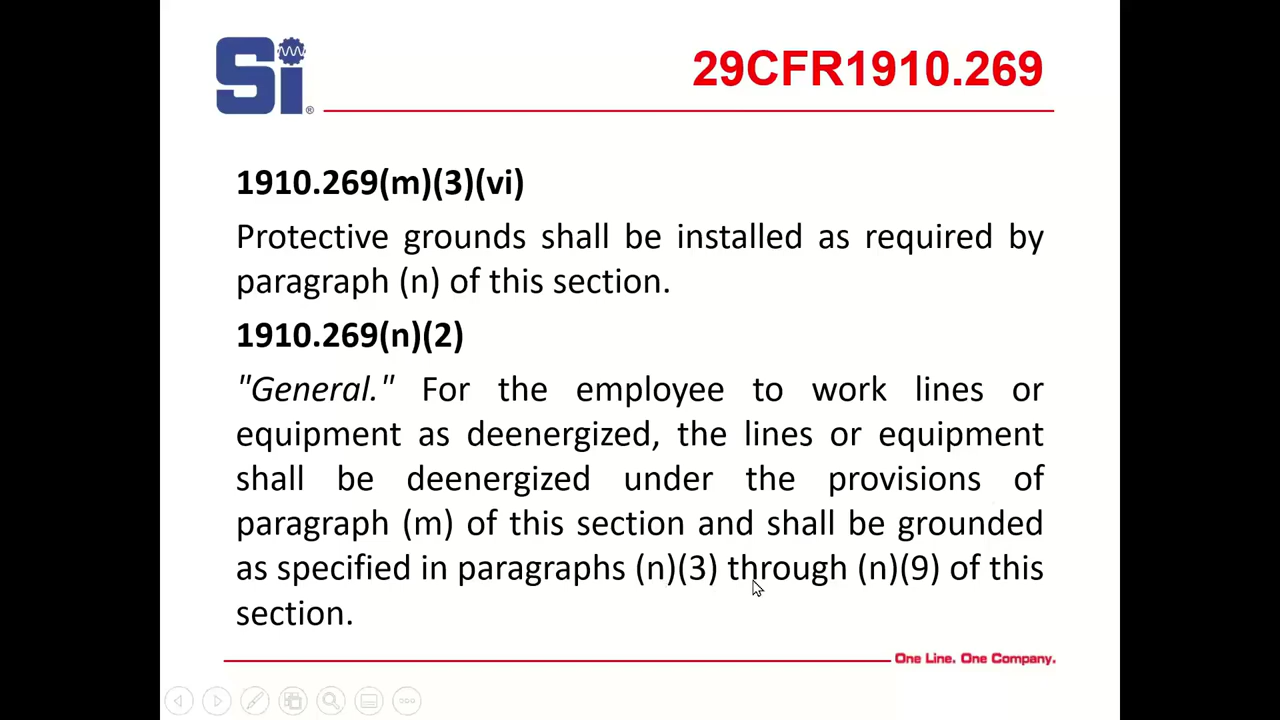 Si®
29CFR1910.269
1910.269(m)(3)(vi)
Protective grounds shall be installed as required by
paragraph (n) of this section.
1910.269(n)(2)
"General." For the employee to work lines or
equipment as deenergized, the lines or equipment
shall be deenergized under the provisions of
paragraph (m) of this section and shall be grounded
as specified in paragraphs (n)(3) through (n)(9) of this
section.
One Line. One Company.